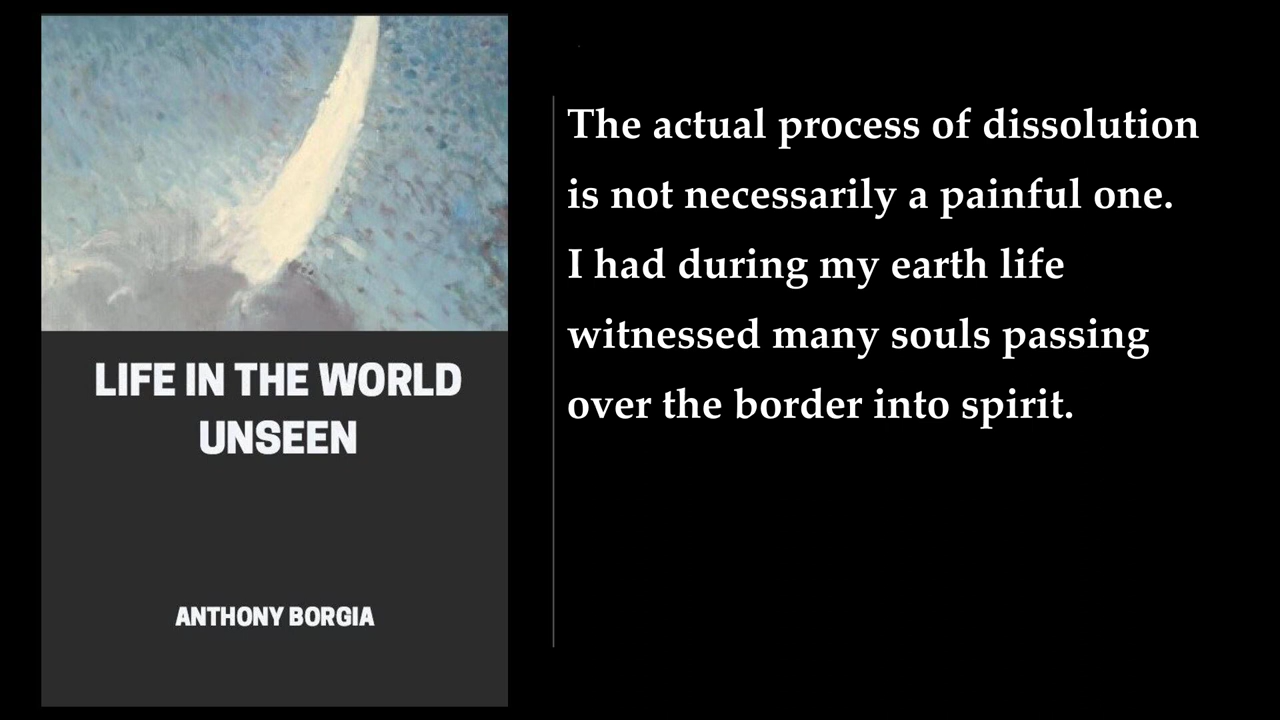 LIFE IN THE WORLD
UNSEEN
ANTHONY BORGIA
The actual process of dissolution
is not necessarily a painful one.
I had during my earth life
witnessed many souls passing
over the border into spirit.